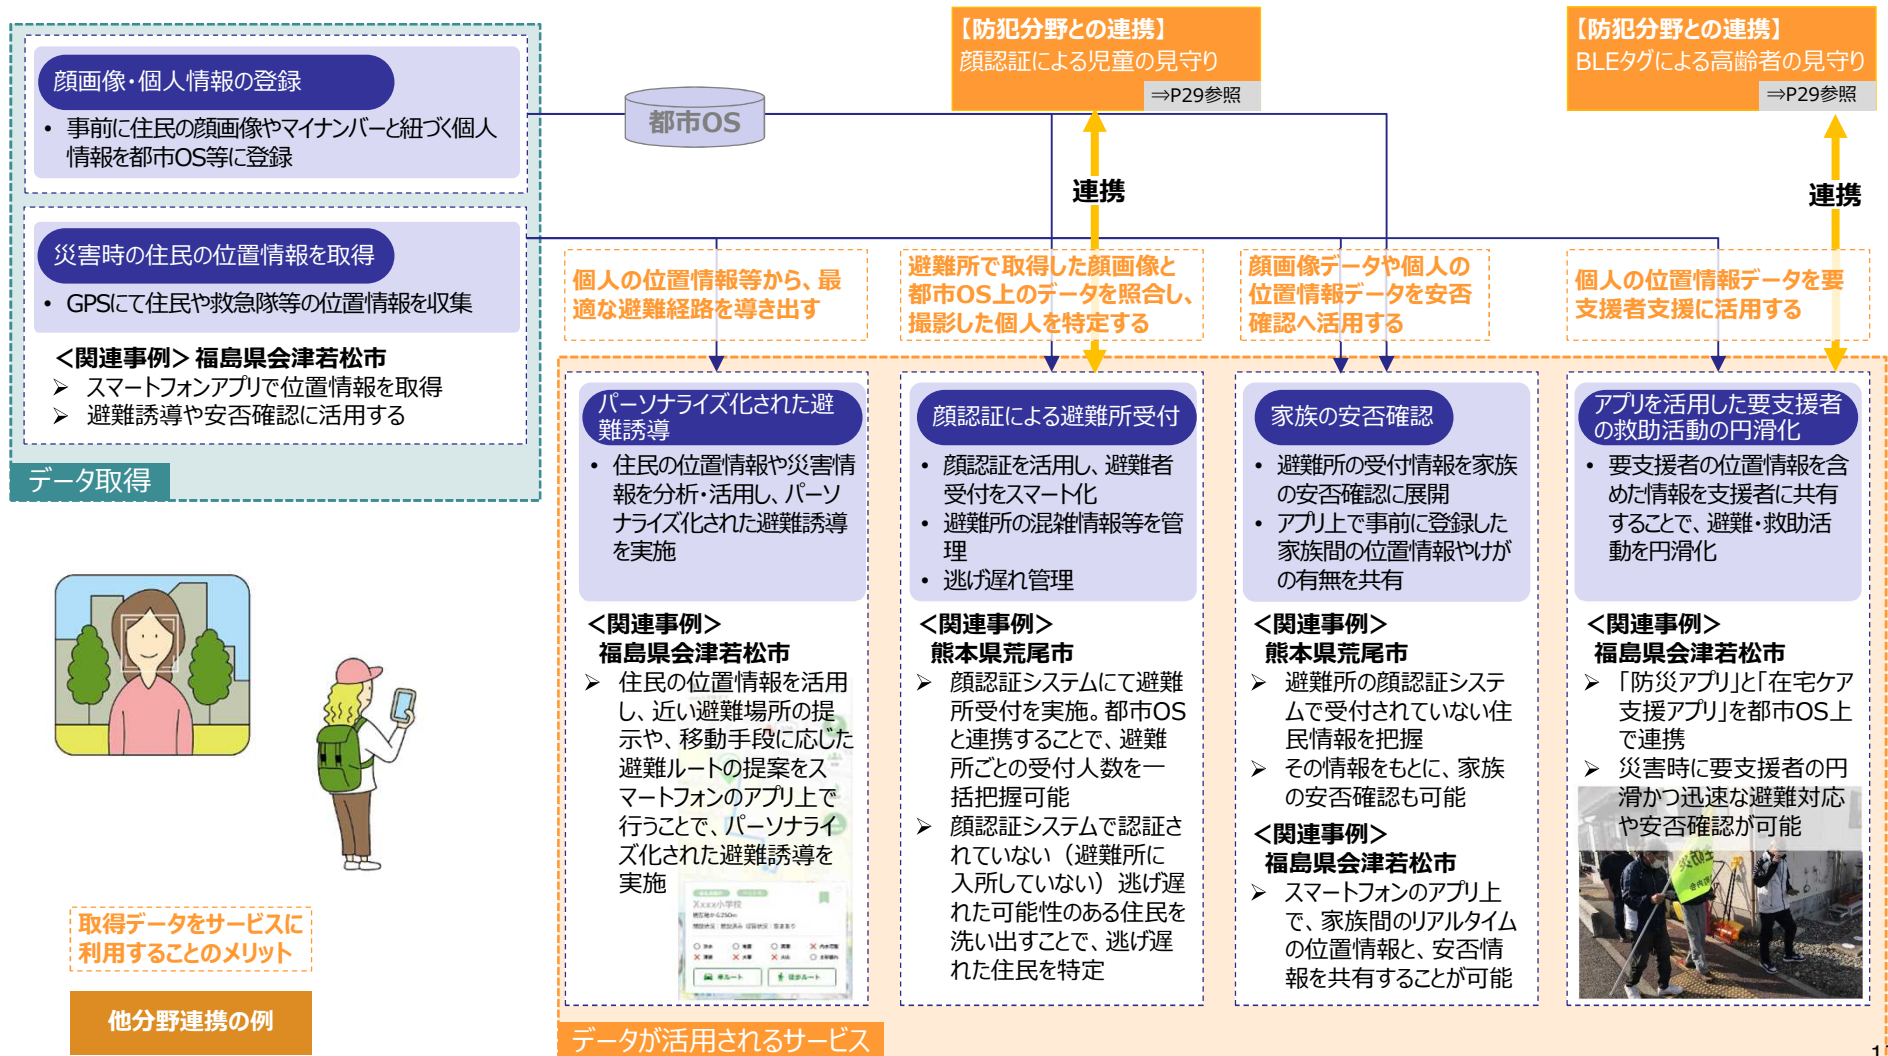 顔画像・個人情報の登録
• 事前に住民の顔画像やマイナンバーと紐づく個人
情報を都市OS等に登録
災害時の住民の位置情報を取得
• GPSにて住民や救急隊等の位置情報を収集
＜関連事例＞福島県会津若松市
➢ スマートフォンアプリで位置情報を取得
➢ 避難誘導や安否確認に活用する
データ取得
都市OS
【防犯分野との連携】
顔認証による児童の見守り
⇒P29参照
【防犯分野との連携】
BLEタグによる高齢者の見守り
⇒P29参照
連携
連携
個人の位置情報等から、最
適な避難経路を導き出す
避難所で取得した顔画像と
都市OS上のデータを照合し、
撮影した個人を特定する
顔画像データや個人の
位置情報データを安否
確認へ活用する
個人の位置情報データを要
支援者支援に活用する
パーソナライズ化された避
難誘導
• 住民の位置情報や災害情
報を分析・活用し、パーソ
ナライズ化された避難誘導
を実施
＜関連事例＞
福島県会津若松市
➢ 住民の位置情報を活用
し、近い避難場所の提
示や、移動手段に応じた
避難ルートの提案をス
マートフォンのアプリ上で
行うことで、パーソナライ
ズ化された避難誘導を
実施
Xxxx小学校
現在地から250m
車ルート
徒歩ルート
顔認証による避難所受付
• 顔認証を活用し、避難者
受付をスマート化
• 避難所の混雑情報等を管
理
• 逃げ遅れ管理
＜関連事例＞
熊本県荒尾市
➢ 顔認証システムにて避難
所受付を実施。都市OS
と連携することで、避難
所ごとの受付人数を一
括把握可能
➢ 顔認証システムで認証さ
れていない（避難所に
入所していない）逃げ遅
れた可能性のある住民を
洗い出すことで、逃げ遅
れた住民を特定
家族の安否確認
• 避難所の受付情報を家族
の安否確認に展開
• アプリ上で事前に登録した
家族間の位置情報やけが
の有無を共有
＜関連事例＞
熊本県荒尾市
➢ 避難所の顔認証システ
ムで受付されていない住
民情報を把握
➢ その情報をもとに、家族
の安否確認も可能
＜関連事例＞
福島県会津若松市
➢ スマートフォンのアプリ上
で、家族間のリアルタイム
の位置情報と、安否情
報を共有することが可能
アプリを活用した要支援者
の救助活動の円滑化
• 要支援者の位置情報を含
めた情報を支援者に共有
することで、避難・救助活
動を円滑化
＜関連事例＞
福島県会津若松市
➢ 「防災アプリ」と「在宅ケア
支援アプリ」を都市OS上
で連携
➢ 災害時に要支援者の円
滑かつ迅速な避難対応
や安否確認が可能
取得データをサービスに
利用することのメリット
他分野連携の例
データが活用されるサービス